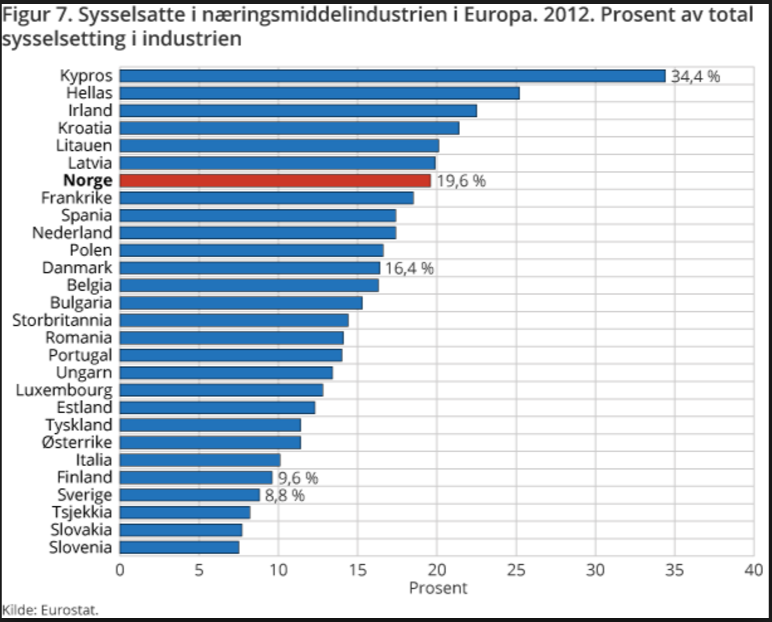 Figur 7. Sysselsatte i næringsmiddelindustrien i Europa. 2012. Prosent av total
sysselsetting i industrien
Kypros 34,4 %
Hellas
Irland
Kroatia
Litauen
Latvia
Norge 19,6 %
Frankrike
Spania
Nederland
Polen
Danmark 16,4 %
Belgia
Bulgaria
Storbritannia
Romania
Portugal
Ungarn
Luxembourg
Estland
Tyskland
Østerrike
Italia
Finland 9,6 %
Sverige 8,8 %
Tsjekkia
Slovakia
Slovenia
0 5 10 15 20 25 30 35 40
Prosent
Kilde: Eurostat.